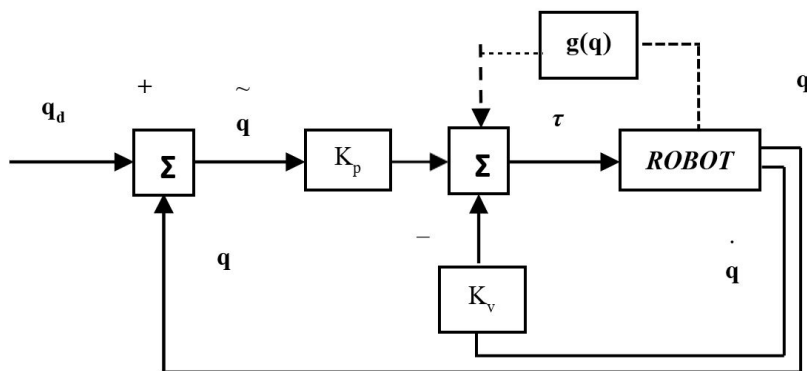 g(q)
q
+
~
q_d
q
τ
Σ
K_p
Σ
ROBOT
−
q
.
q
K_v